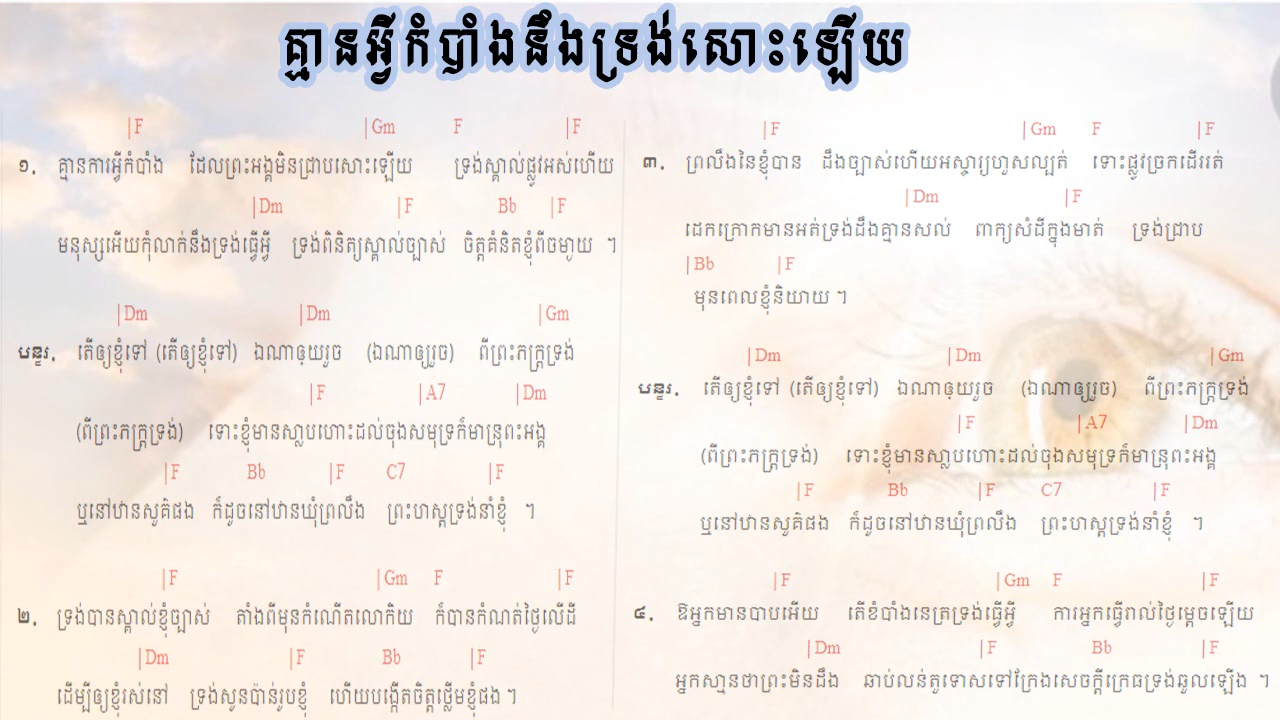 គ្មានអ្វីកំបាំងនឹងទ្រង់សោះឡើយ
|F |Gm F |F
១. គ្មានការអ្វីកំបាំង ដែលព្រះអង្គមិនជ្រាបសោះឡើយ ទ្រង់ស្គាល់ផ្លូវអស់ហើយ
|Dm |F Bb |F
មនុស្សអើយកុំលាក់នឹងទ្រង់ធ្វើអ្វី ទ្រង់ពិនិត្យស្គាល់ច្បាស់ ចិត្តគំនិតខ្ញុំពីចម្ងាយ ។
|Dm |Dm |Gm
បន្ទរ. តើឲ្យខ្ញុំទៅ (តើឲ្យខ្ញុំទៅ) ឯណាឲ្យរួច (ឯណាឲ្យរួច) ពីព្រះភក្ត្រទ្រង់
|F |A7 |Dm
(ពីព្រះភក្ត្រទ្រង់) ទោះខ្ញុំមានស្លាបហោះដល់ចុងសមុទ្រក៏មានព្រះអង្គ
|F Bb |F C7 |F
ឬនៅឋានសួគ៌ផង ក៏ដូចនៅឋានឃុំព្រលឹង ព្រះហស្តទ្រង់នាំខ្ញុំ ។
|F |Gm F |F
២. ទ្រង់បានស្គាល់ខ្ញុំច្បាស់ តាំងពីមុនកំណើតលោកិយ ក៏បានកំណត់ថ្ងៃលើដី
|Dm |F Bb |F
ដើម្បីឲ្យខ្ញុំរស់នៅ ទ្រង់សូនប៉ាន់រូបខ្ញុំ ហើយបង្កើតចិត្តថ្លើមខ្ញុំផង ។
|F |Gm F |F
៣. ព្រលឹងនៃខ្ញុំបាន ដឹងច្បាស់ហើយអស្ចារ្យហួសល្បត់ ទោះផ្លូវច្រកដើររត់
|Dm |F
ដេកក្រោកមានអត់ទ្រង់ដឹងគ្មានសល់ ពាក្យសំដីក្នុងមាត់ ទ្រង់ជ្រាប
|Bb |F
មុនពេលខ្ញុំនិយាយ ។
|Dm |Dm |Gm
បន្ទរ. តើឲ្យខ្ញុំទៅ (តើឲ្យខ្ញុំទៅ) ឯណាឲ្យរួច (ឯណាឲ្យរួច) ពីព្រះភក្ត្រទ្រង់
|F |A7 |Dm
(ពីព្រះភក្ត្រទ្រង់) ទោះខ្ញុំមានស្លាបហោះដល់ចុងសមុទ្រក៏មានព្រះអង្គ
|F Bb |F C7 |F
ឬនៅឋានសួគ៌ផង ក៏ដូចនៅឋានឃុំព្រលឹង ព្រះហស្តទ្រង់នាំខ្ញុំ ។
|F |Gm F |F
៤. ឱអ្នកមានបាបអើយ តើខំបាំងនេត្រទ្រង់ធ្វើអ្វី ការអ្នកធ្វើរាល់ថ្ងៃម្ដេចឡើយ
|Dm |F Bb |F
អ្នកស្មានថាព្រះមិនដឹង ឆាប់លន់តួទោសទៅក្រែងសេចក្ដីក្រេធទ្រង់ឆួលឡើង ។